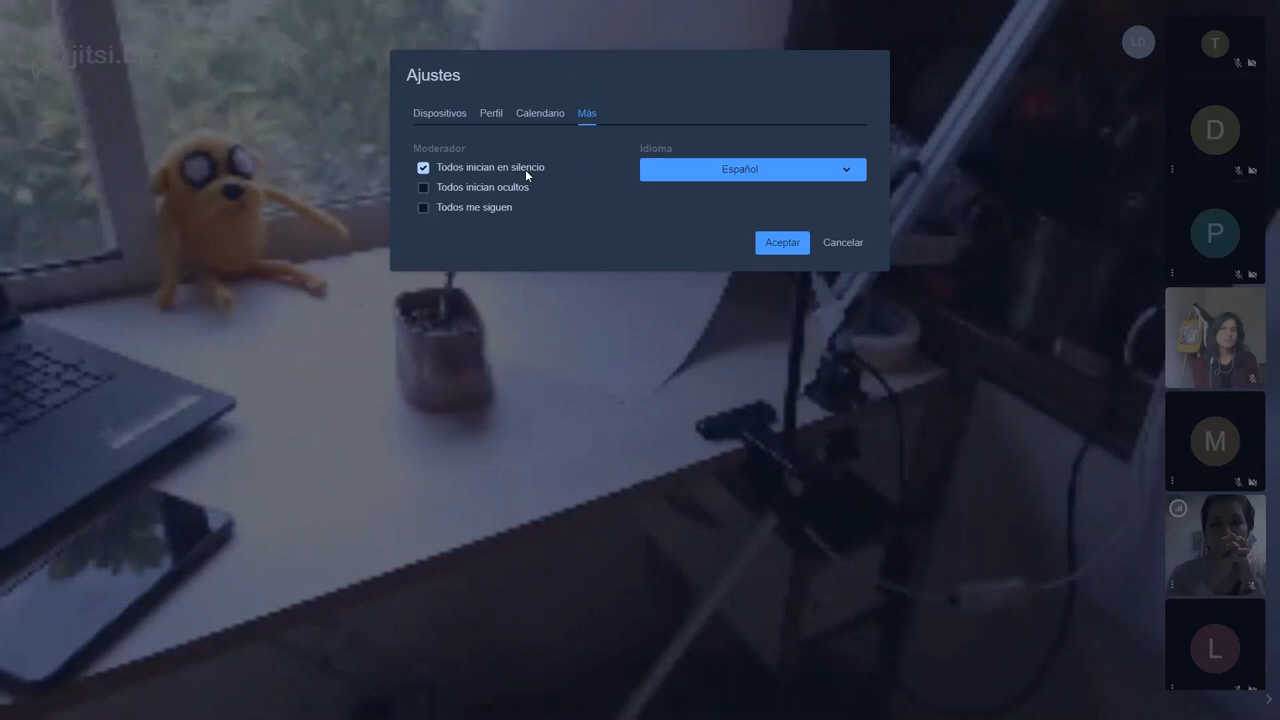 jitsi.
LD
Ajustes
Dispositivos Perfil Calendario Más
Moderador
Todos inician en silencio
Todos inician ocultos
Todos me siguen
Idioma
Español
Aceptar Cancelar
T
D
P
M
L